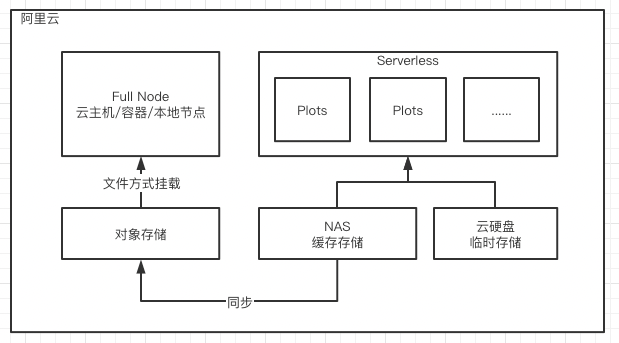 阿里云
Full Node
云主机/容器/本地节点
Serverless
Plots
Plots
......
文件方式挂载
对象存储
NAS
缓存存储
云硬盘
临时存储
同步